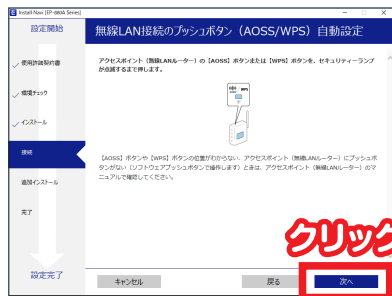 Install Navi [EP-880A Series]
設定開始
無線LAN接続のプッシュボタン（AOSS/WPS）自動設定
使用許諾契約書
環境チェック
インストール
接続
追加インストール
完了
設定完了
アクセスポイント（無線LANルーター）の【AOSS】ボタンまたは【WPS】ボタンを、セキュリティーランプ
が点滅するまで押します。
WPS
【AOSS】ボタンや【WPS】ボタンの位置がわからない、アクセスポイント（無線LANルーター）にプッシュボ
タンがない（ソフトウェアプッシュボタンで操作します）ときは、アクセスポイント（無線LANルーター）のマ
ニュアルで確認してください。
クリック
キャンセル
戻る
次へ